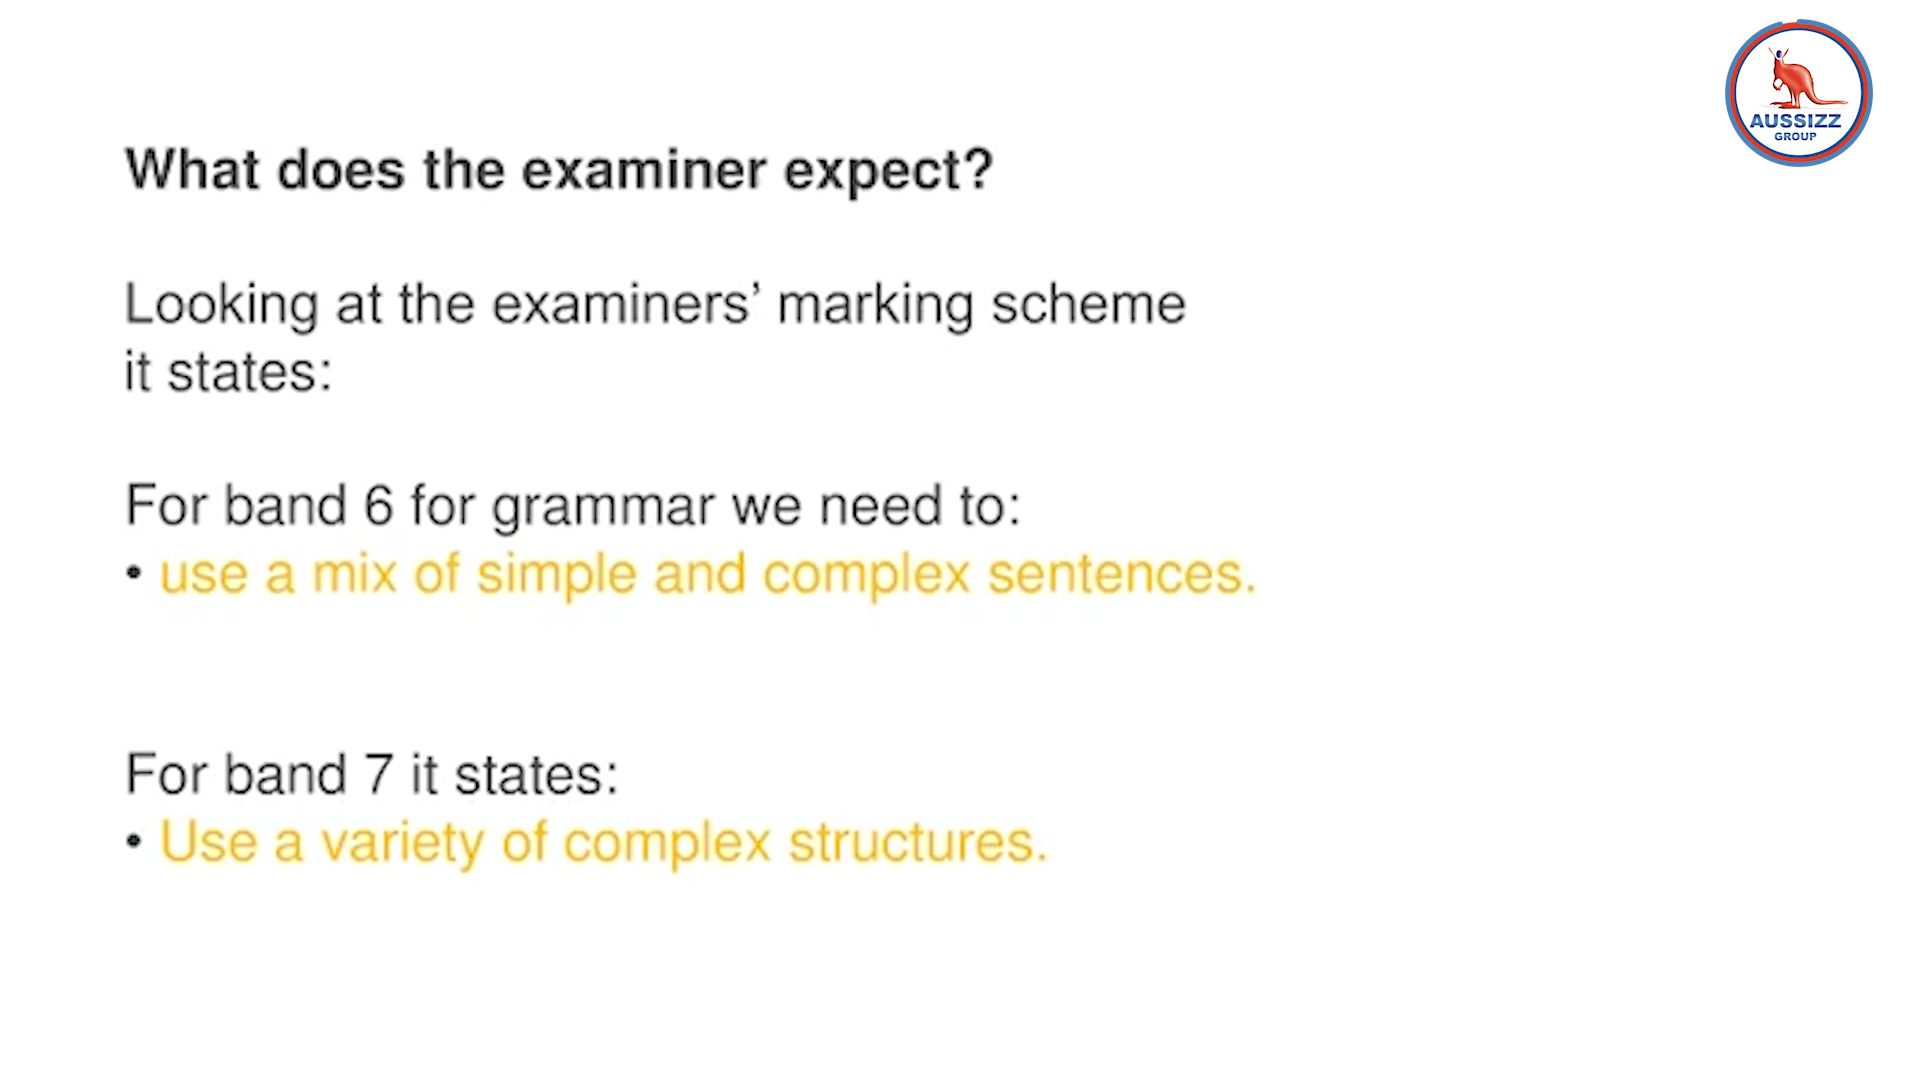 AUSSIZZ
GROUP
What does the examiner expect?
Looking at the examiners’ marking scheme
it states:
For band 6 for grammar we need to:
• use a mix of simple and complex sentences.
For band 7 it states:
• Use a variety of complex structures.